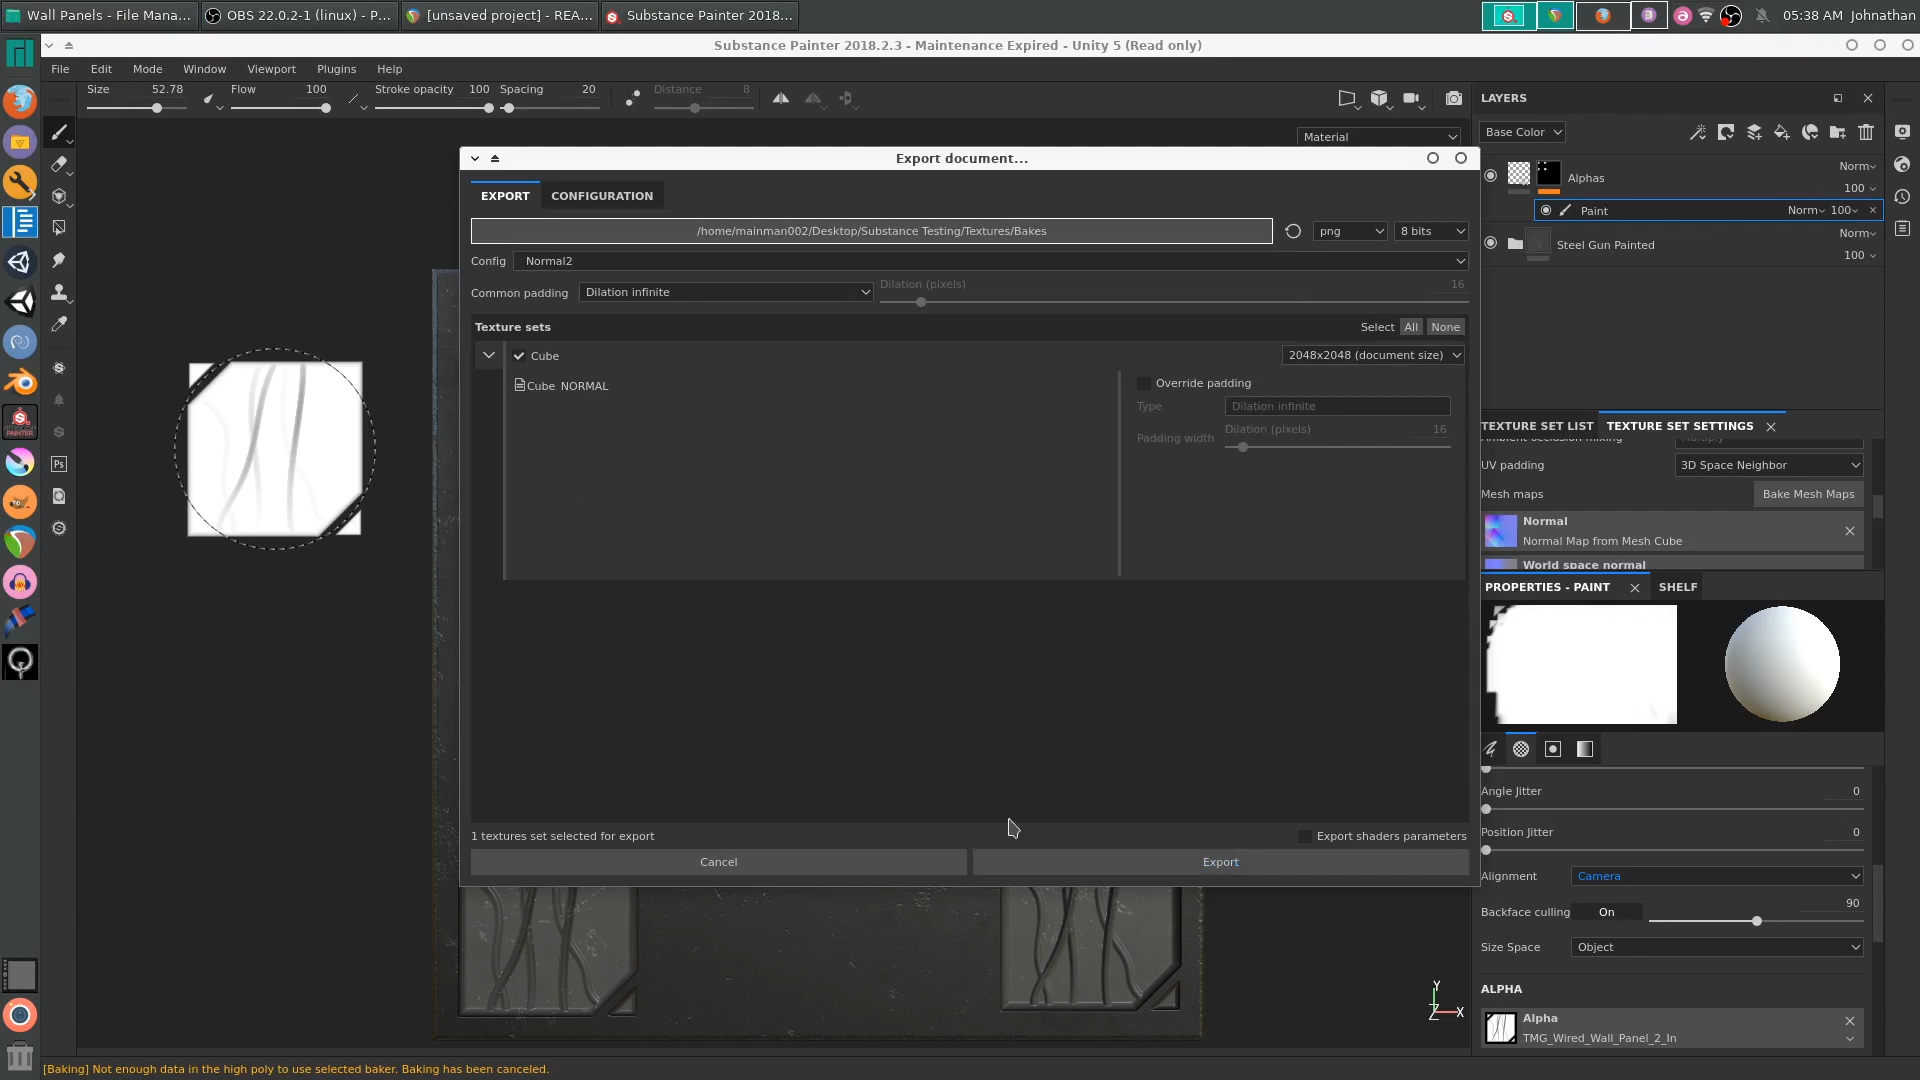 Wall Panels - File Mana...
OBS 22.0.2-1 (linux) - P...
[unsaved project] - REA...
Substance Painter 2018...
05:38 AM Johnathan
Substance Painter 2018.2.3 - Maintenance Expired - Unity 5 (Read only)
File Edit Mode Window Viewport Plugins Help
Size 52.78 Flow 100 Stroke opacity 100 Spacing 20 Distance 8
Material
LAYERS
Base Color
Alphas
Norm
100
Paint Norm 100
Steel Gun Painted
Norm
100
Export document...
EXPORT CONFIGURATION
/home/mainman002/Desktop/Substance Testing/Textures/Bakes
png 8 bits
Config Normal2
Common padding Dilation infinite Dilation (pixels) 16
Texture sets Select All None
Cube 2048x2048 (document size)
Cube NORMAL
Override padding
Type Dilation infinite
Padding width Dilation (pixels) 16
1 textures set selected for export
Export shaders parameters
Cancel Export
TEXTURE SET LIST TEXTURE SET SETTINGS
Ambient occlusion mixing Multiply
UV padding 3D Space Neighbor
Mesh maps Bake Mesh Maps
Normal
Normal Map from Mesh Cube
World space normal
PROPERTIES - PAINT SHELF
Angle Jitter 0
Position Jitter 0
Alignment Camera
Backface culling On 90
Size Space Object
ALPHA
Alpha
TMG_Wired_Wall_Panel_2_In
Ps
PAINTER
Y
Z X
[Baking] Not enough data in the high poly to use selected baker. Baking has been canceled.